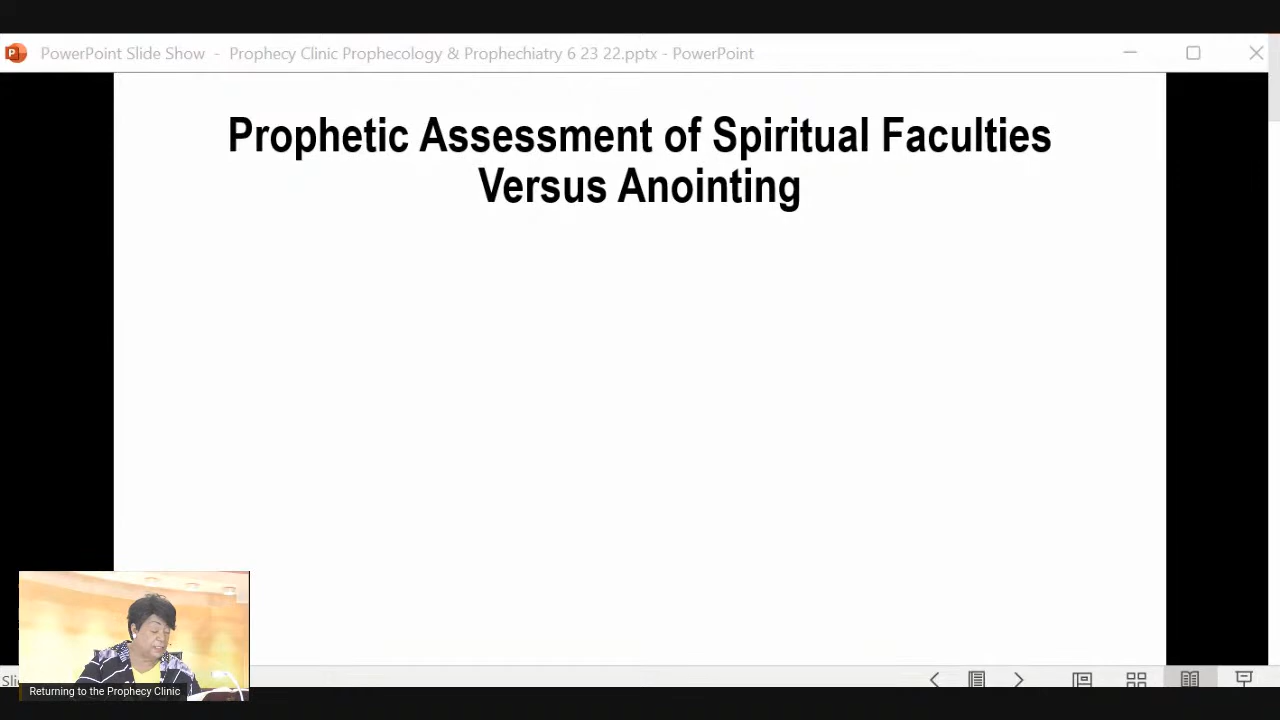 PowerPoint Slide Show - Prophecy Clinic Prophecology & Prophechiatry 6 23 22.pptx - PowerPoint
Prophetic Assessment of Spiritual Faculties
Versus Anointing
Returning to the Prophecy Clinic